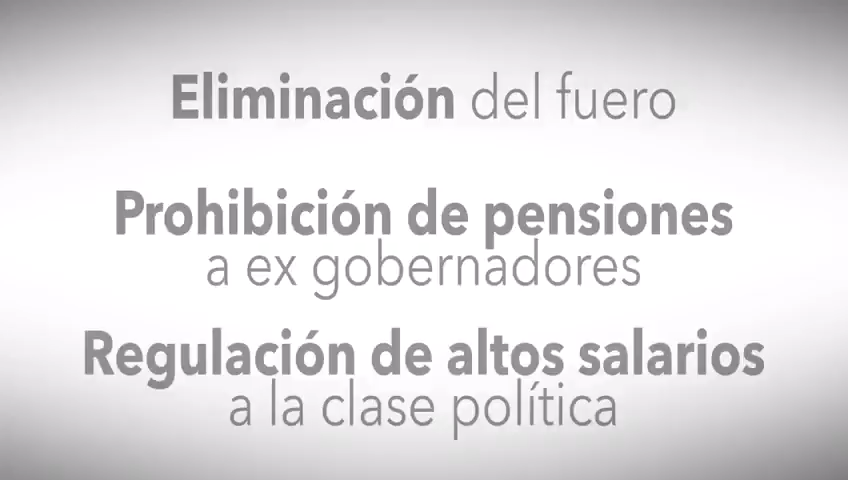 Eliminación del fuero
Prohibición de pensiones
a ex gobernadores
Regulación de altos salarios
a la clase política